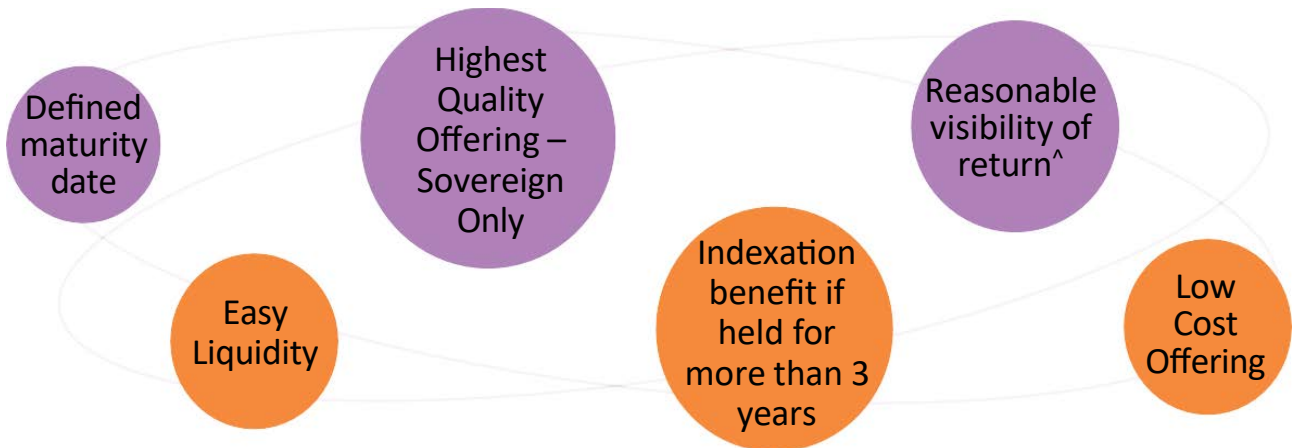 Defined
maturity
date
Highest
Quality
Offering –
Sovereign
Only
Reasonable
visibility of
return^
Easy
Liquidity
Indexation
benefit if
held for
more than 3
years
Low
Cost
Offering